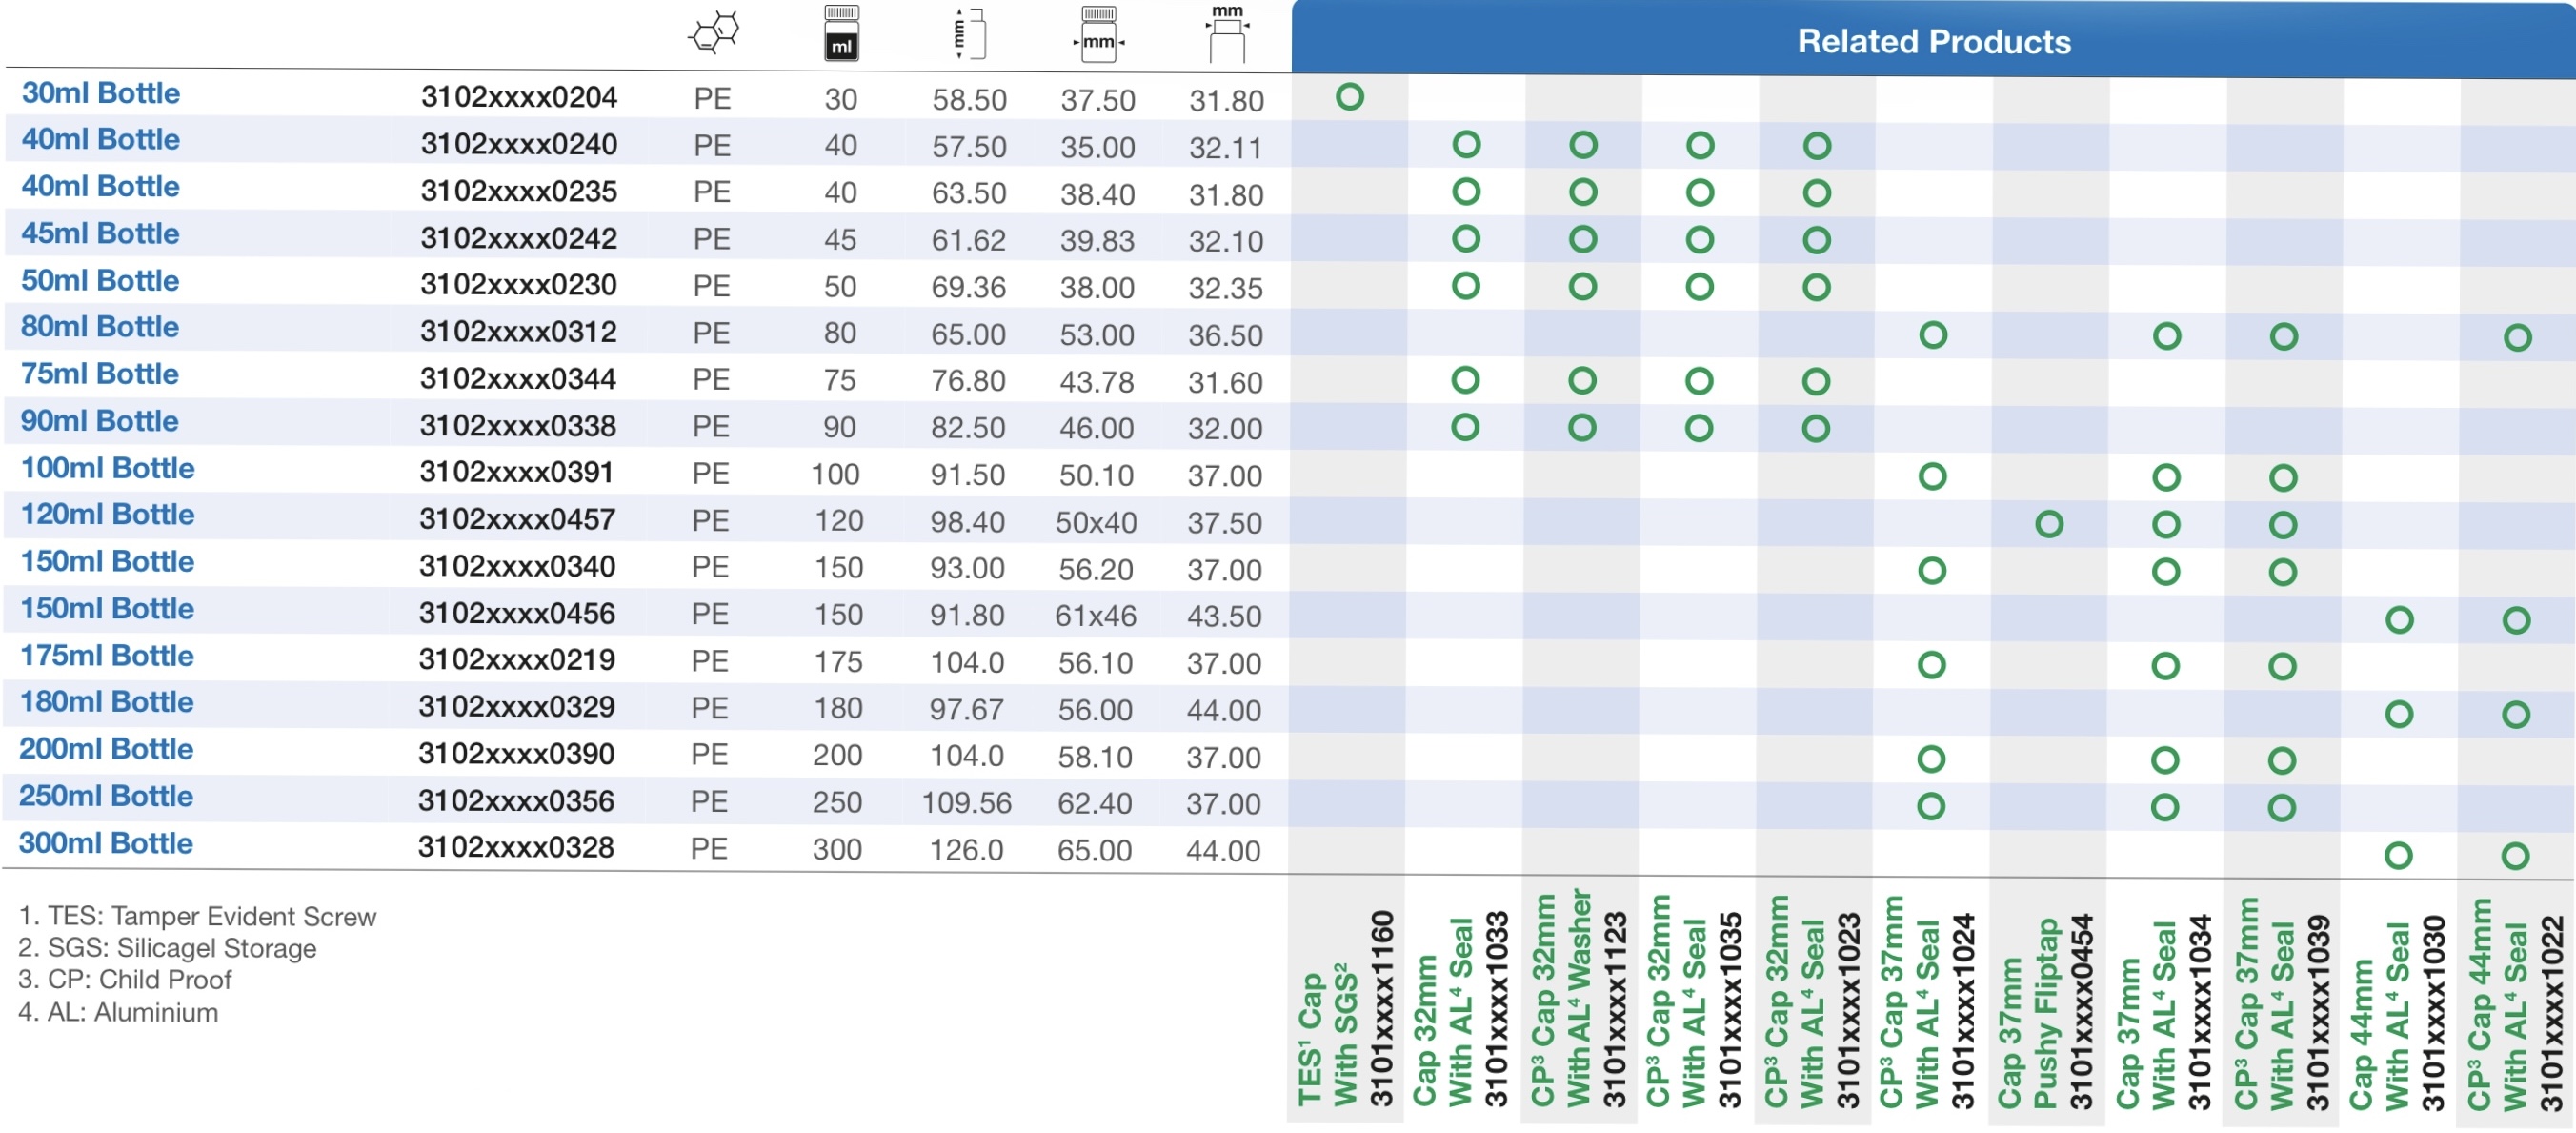 ml
mm
mm
mm
Related Products
30ml Bottle 3102xxxx0204 PE 30 58.50 37.50 31.80
40ml Bottle 3102xxxx0240 PE 40 57.50 35.00 32.11
40ml Bottle 3102xxxx0235 PE 40 63.50 38.40 31.80
45ml Bottle 3102xxxx0242 PE 45 61.62 39.83 32.10
50ml Bottle 3102xxxx0230 PE 50 69.36 38.00 32.35
80ml Bottle 3102xxxx0312 PE 80 65.00 53.00 36.50
75ml Bottle 3102xxxx0344 PE 75 76.80 43.78 31.60
90ml Bottle 3102xxxx0338 PE 90 82.50 46.00 32.00
100ml Bottle 3102xxxx0391 PE 100 91.50 50.10 37.00
120ml Bottle 3102xxxx0457 PE 120 98.40 50x40 37.50
150ml Bottle 3102xxxx0340 PE 150 93.00 56.20 37.00
150ml Bottle 3102xxxx0456 PE 150 91.80 61x46 43.50
175ml Bottle 3102xxxx0219 PE 175 104.0 56.10 37.00
180ml Bottle 3102xxxx0329 PE 180 97.67 56.00 44.00
200ml Bottle 3102xxxx0390 PE 200 104.0 58.10 37.00
250ml Bottle 3102xxxx0356 PE 250 109.56 62.40 37.00
300ml Bottle 3102xxxx0328 PE 300 126.0 65.00 44.00
1. TES: Tamper Evident Screw
2. SGS: Silicagel Storage
3. CP: Child Proof
4. AL: Aluminium
TES¹ Cap
With SGS²
3101xxxx1160
Cap 32mm
With AL⁴ Seal
3101xxxx1033
CP³ Cap 32mm
With AL⁴ Washer
3101xxxx1123
CP³ Cap 32mm
With AL⁴ Seal
3101xxxx1035
CP³ Cap 32mm
With AL⁴ Seal
3101xxxx1023
CP³ Cap 37mm
With AL⁴ Seal
3101xxxx1024
Cap 37mm
Pushy Fliptap
3101xxxx0454
Cap 37mm
With AL⁴ Seal
3101xxxx1034
CP³ Cap 37mm
With AL⁴ Seal
3101xxxx1039
Cap 44mm
With AL⁴ Seal
3101xxxx1030
CP³ Cap 44mm
With AL⁴ Seal
3101xxxx1022